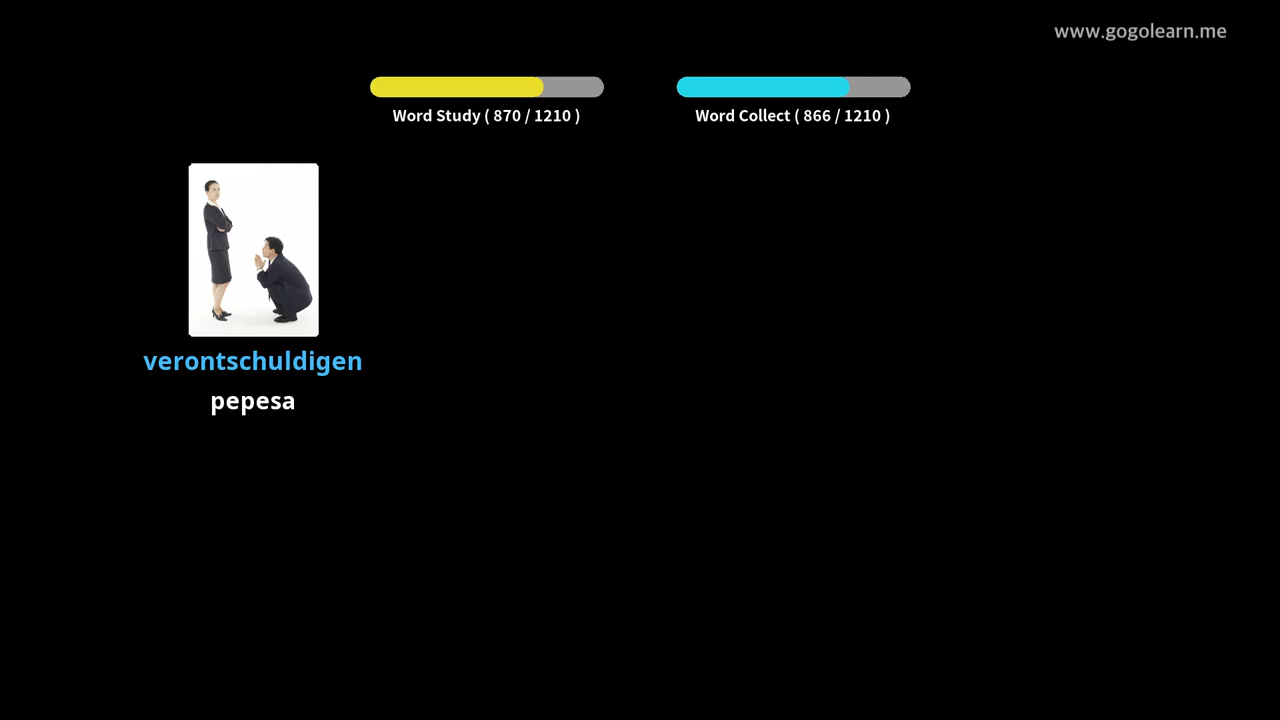 www.gogolearn.me
Word Study ( 870 / 1210 )
Word Collect ( 866 / 1210 )
verontschuldigen
pepesa